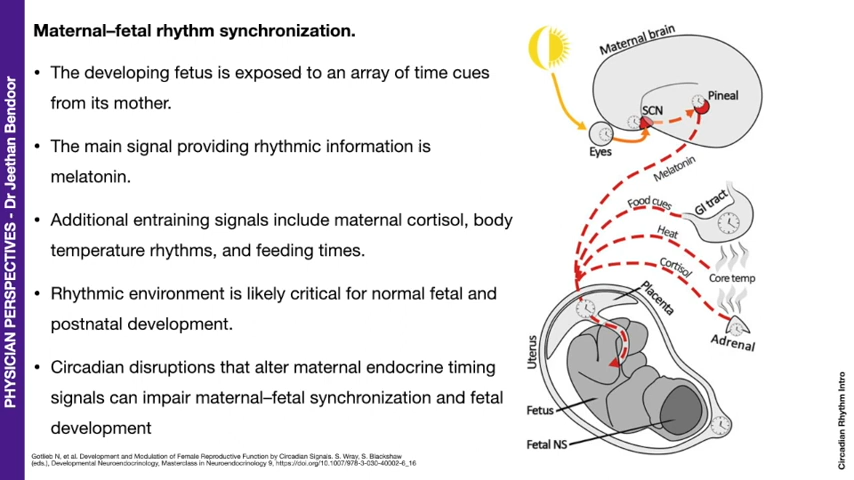 PHYSICIAN PERSPECTIVES - Dr Jeethan Bendoor
Maternal–fetal rhythm synchronization.
• The developing fetus is exposed to an array of time cues
from its mother.
• The main signal providing rhythmic information is
melatonin.
• Additional entraining signals include maternal cortisol, body
temperature rhythms, and feeding times.
• Rhythmic environment is likely critical for normal fetal and
postnatal development.
• Circadian disruptions that alter maternal endocrine timing
signals can impair maternal–fetal synchronization and fetal
development
Gotlieb N, et al. Development and Modulation of Female Reproductive Function by Circadian Signals. S. Wray, S. Blackshaw
(eds.), Developmental Neuroendocrinology, Masterclass in Neuroendocrinology 9, https://doi.org/10.1007/978-3-030-40002-6_16
Maternal brain
Pineal
SCN
Eyes
Melatonin
Food cues
GI tract
Heat
Cortisol
Core temp
Placenta
Adrenal
Uterus
Fetus
Fetal NS
Circadian Rhythm Intro